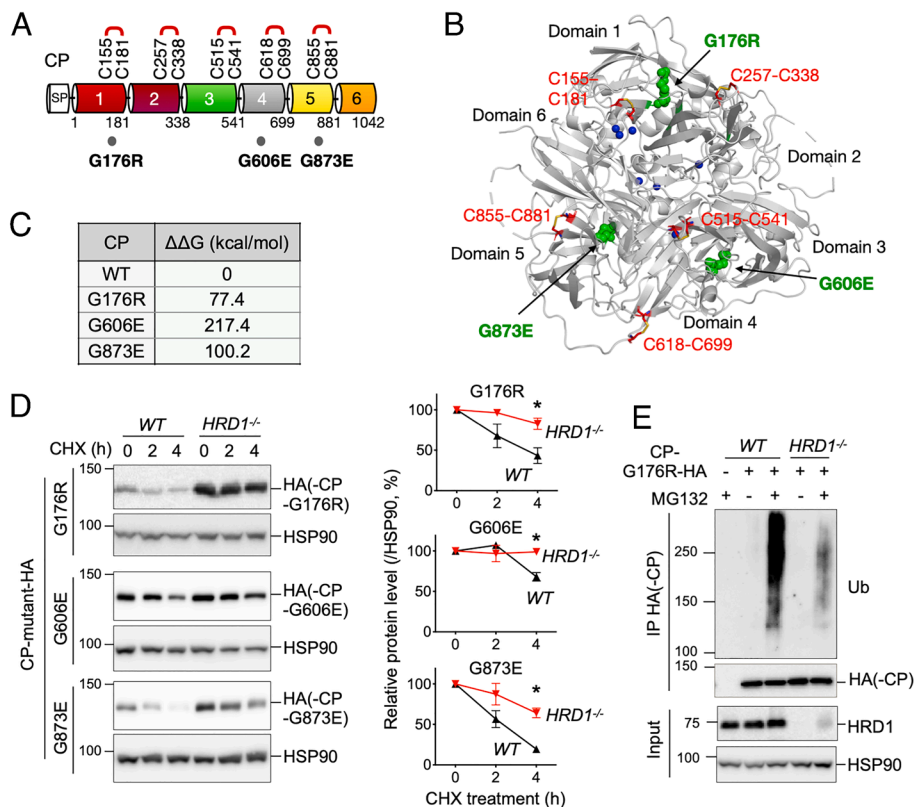 A
CP
C155
C181
C257
C338
C515
C541
C618
C699
C855
C881
SP
1
2
3
4
5
6
1 181 338 541 699 881 1042
G176R G606E G873E
B
Domain 1
G176R
C155–
C181
C257-C338
Domain 6
Domain 2
C855-C881
C515-C541
Domain 5
Domain 3
G606E
G873E
Domain 4
C618-C699
C
CP ΔΔG (kcal/mol)
WT 0
G176R 77.4
G606E 217.4
G873E 100.2
D
WT HRD1-/-
CHX (h) 0 2 4 0 2 4
CP-mutant-HA
G176R
150
HA(-CP
-G176R)
100
HSP90
G606E
150
HA(-CP
-G606E)
100
HSP90
G873E
150
HA(-CP
-G873E)
100
HSP90
Relative protein level (/HSP90, %)
G176R
100
50
0
*
HRD1-/-
WT
0 2 4
G606E
100
50
0
*
HRD1-/-
WT
0 2 4
G873E
100
50
0
*
HRD1-/-
WT
0 2 4
CHX treatment (h)
E
CP-
G176R-HA
WT HRD1-/-
- + + + +
MG132 + - + - +
IP HA(-CP)
250
150
100
Ub
150
HA(-CP)
Input
75
HRD1
100
HSP90